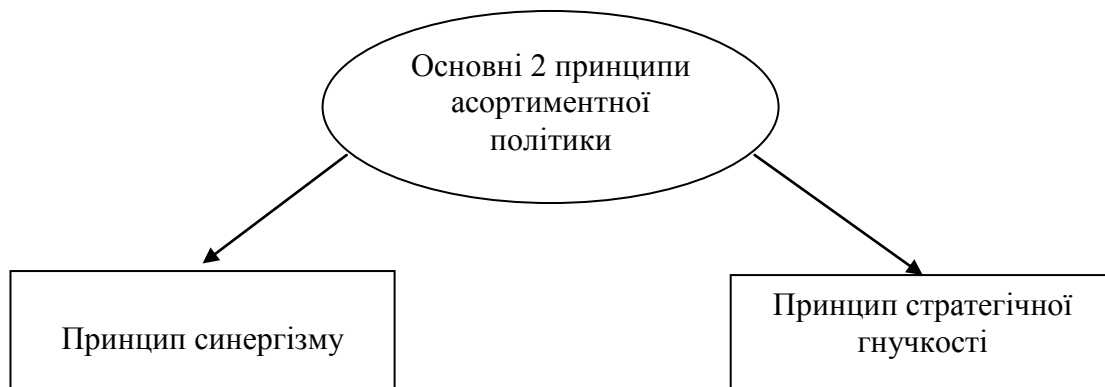 Основні 2 принципи
асортиментної
політики
Принцип синергізму
Принцип стратегічної
гнучкості